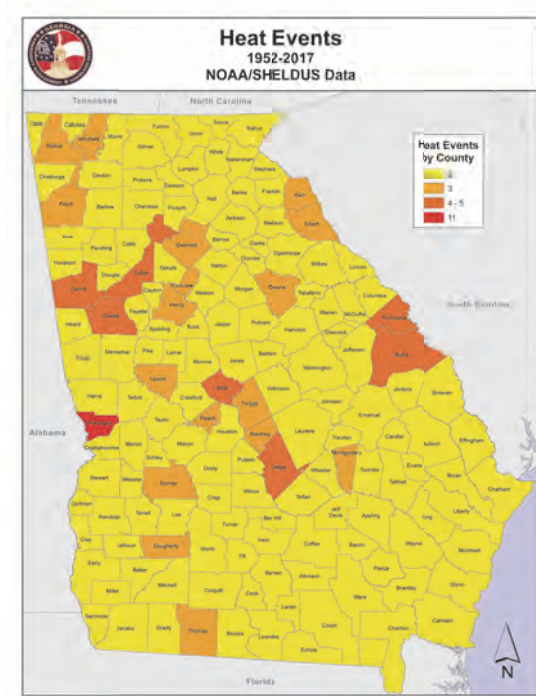 Heat Events
1952-2017
NOAA/SHELDUS Data
Tennessee
North Carolina
Heat Events
by County
3
4 - 5
11
Fannin
Towns
Union
Rabun
Murray
Gilmer
White
Lumpkin
Habersham
Stephens
Chattooga
Gordon
Pickens
Dawson
Hall
Banks
Franklin
Hart
Floyd
Bartow
Cherokee
Forsyth
Jackson
Madison
Elbert
Polk
Paulding
Cobb
Gwinnett
Barrow
Clarke
Oconee
Oglethorpe
Wilkes
Lincoln
Haralson
Douglas
Fulton
Dekalb
Walton
Carroll
Clayton
Rockdale
Newton
Morgan
Greene
Taliaferro
Columbia
McDuffie
Warren
Coweta
Fayette
Henry
Heard
Spalding
Butts
Jasper
Putnam
Hancock
Glascock
Richmond
South Carolina
Troup
Meriwether
Pike
Lamar
Monroe
Jones
Baldwin
Washington
Jefferson
Burke
Upson
Bibb
Wilkinson
Jenkins
Screven
Harris
Talbot
Crawford
Twiggs
Johnson
Emanuel
Taylor
Peach
Houston
Bleckley
Laurens
Candler
Bulloch
Effingham
Alabama
Chattahoochee
Marion
Macon
Schley
Pulaski
Dodge
Treutlen
Montgomery
Wheeler
Toombs
Evans
Bryan
Chatham
Stewart
Webster
Sumter
Dooly
Wilcox
Telfair
Tattnall
Liberty
Quitman
Randolph
Terrell
Lee
Crisp
Ben Hill
Jeff
Davis
Appling
Long
Turner
Clay
Calhoun
Dougherty
Worth
Tift
Irwin
Coffee
Bacon
Wayne
McIntosh
Early
Baker
Mitchell
Colquitt
Berrien
Atkinson
Pierce
Brantley
Glynn
Miller
Cook
Lanier
Ware
Seminole
Decatur
Grady
Thomas
Brooks
Lowndes
Echols
Clinch
Charlton
Camden
Florida
N